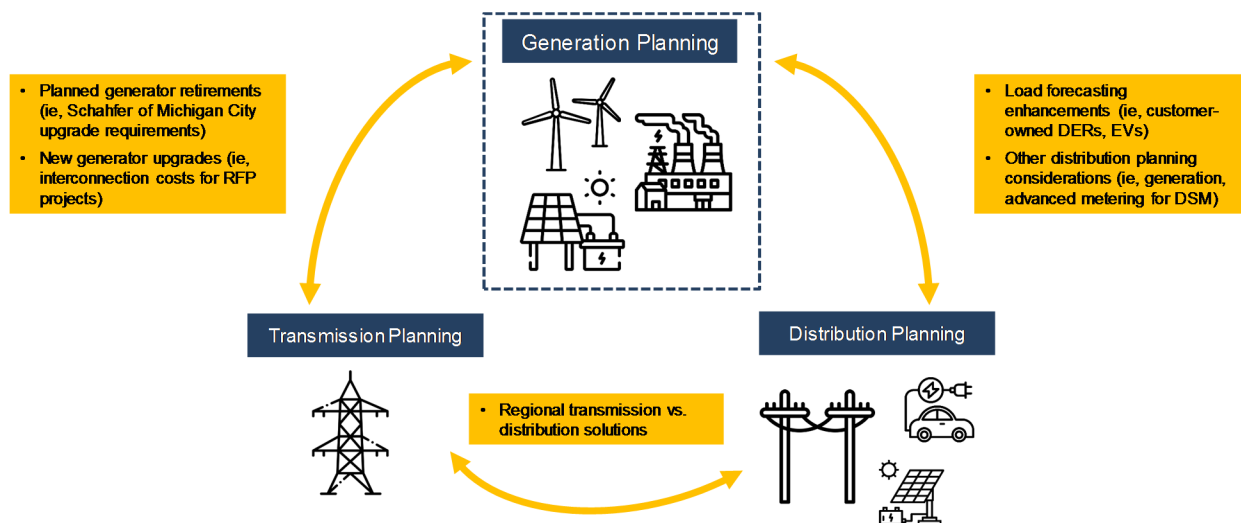 Generation Planning
• Planned generator retirements
(ie, Schahfer of Michigan City
upgrade requirements)
• New generator upgrades (ie,
interconnection costs for RFP
projects)
• Load forecasting
enhancements (ie, customer-
owned DERs, EVs)
• Other distribution planning
considerations (ie, generation,
advanced metering for DSM)
Transmission Planning
Distribution Planning
• Regional transmission vs.
distribution solutions